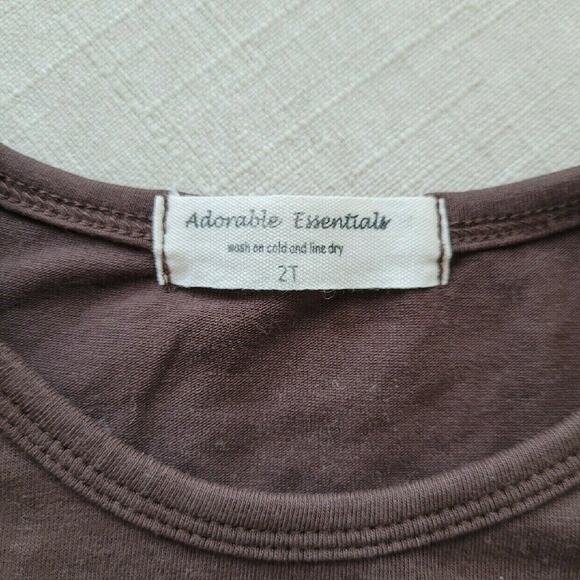 Adorable Essentials
wash on cold and line dry
2T